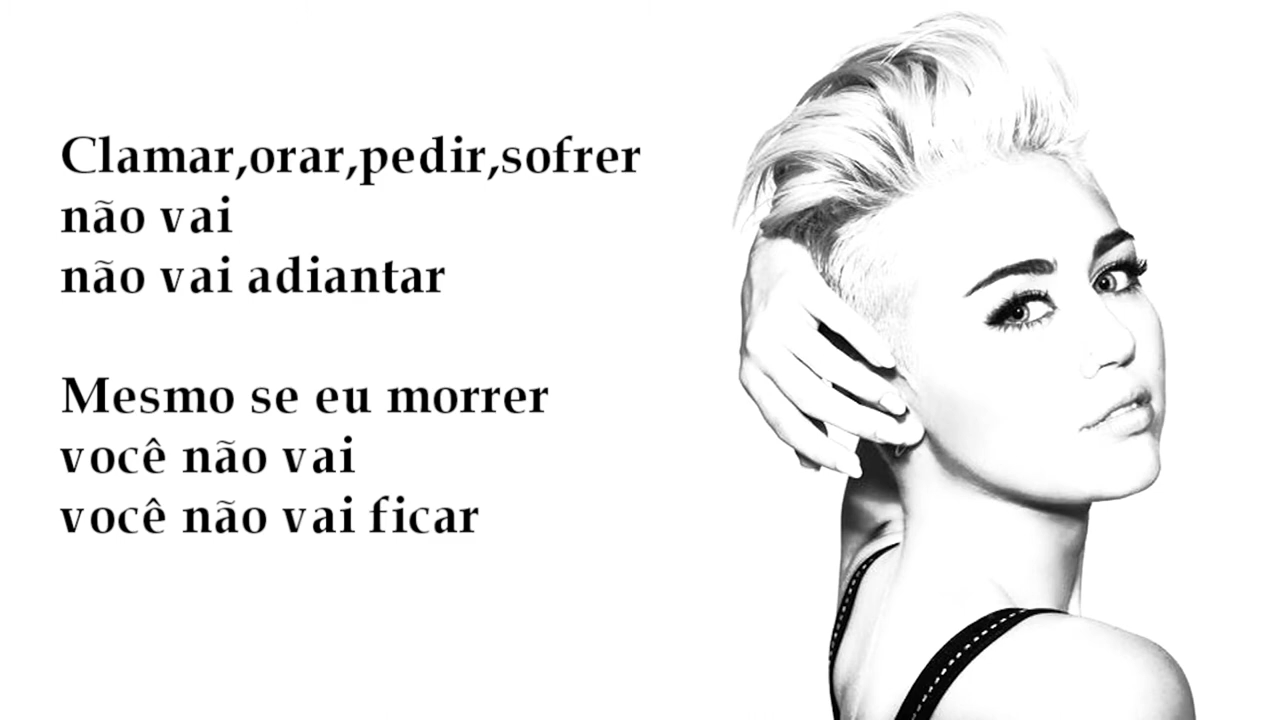 Clamar,orar,pedir,sofrer
não vai
não vai adiantar
Mesmo se eu morrer
você não vai
você não vai ficar